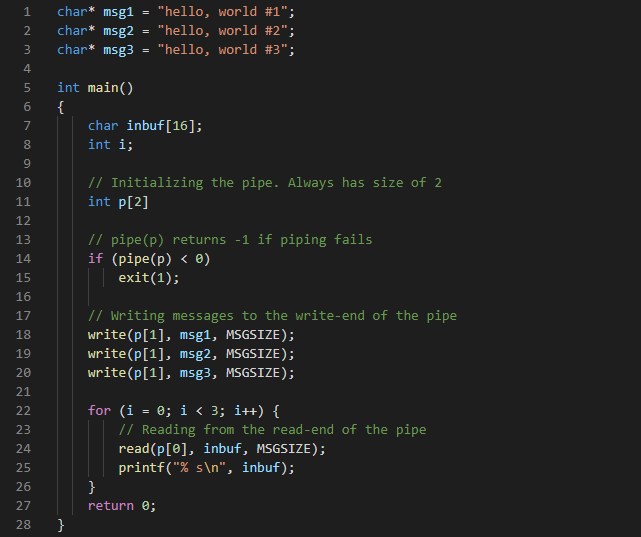 1 char* msg1 = "hello, world #1";
2 char* msg2 = "hello, world #2";
3 char* msg3 = "hello, world #3";
4
5 int main()
6 {
7     char inbuf[16];
8     int i;
9
10     // Initializing the pipe. Always has size of 2
11     int p[2]
12
13     // pipe(p) returns -1 if piping fails
14     if (pipe(p) < 0)
15         exit(1);
16
17     // Writing messages to the write-end of the pipe
18     write(p[1], msg1, MSGSIZE);
19     write(p[1], msg2, MSGSIZE);
20     write(p[1], msg3, MSGSIZE);
21
22     for (i = 0; i < 3; i++) {
23         // Reading from the read-end of the pipe
24         read(p[0], inbuf, MSGSIZE);
25         printf("% s\n", inbuf);
26     }
27     return 0;
28 }